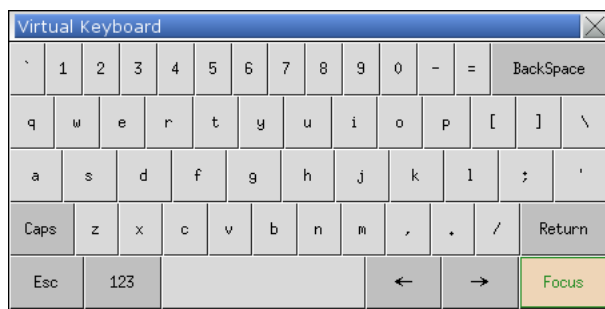 Virtual Keyboard
` 1 2 3 4 5 6 7 8 9 0 - = BackSpace
q w e r t y u i o p [ ] \
a s d f g h j k l ; '
Caps z x c v b n m , . / Return
Esc 123 ← → Focus